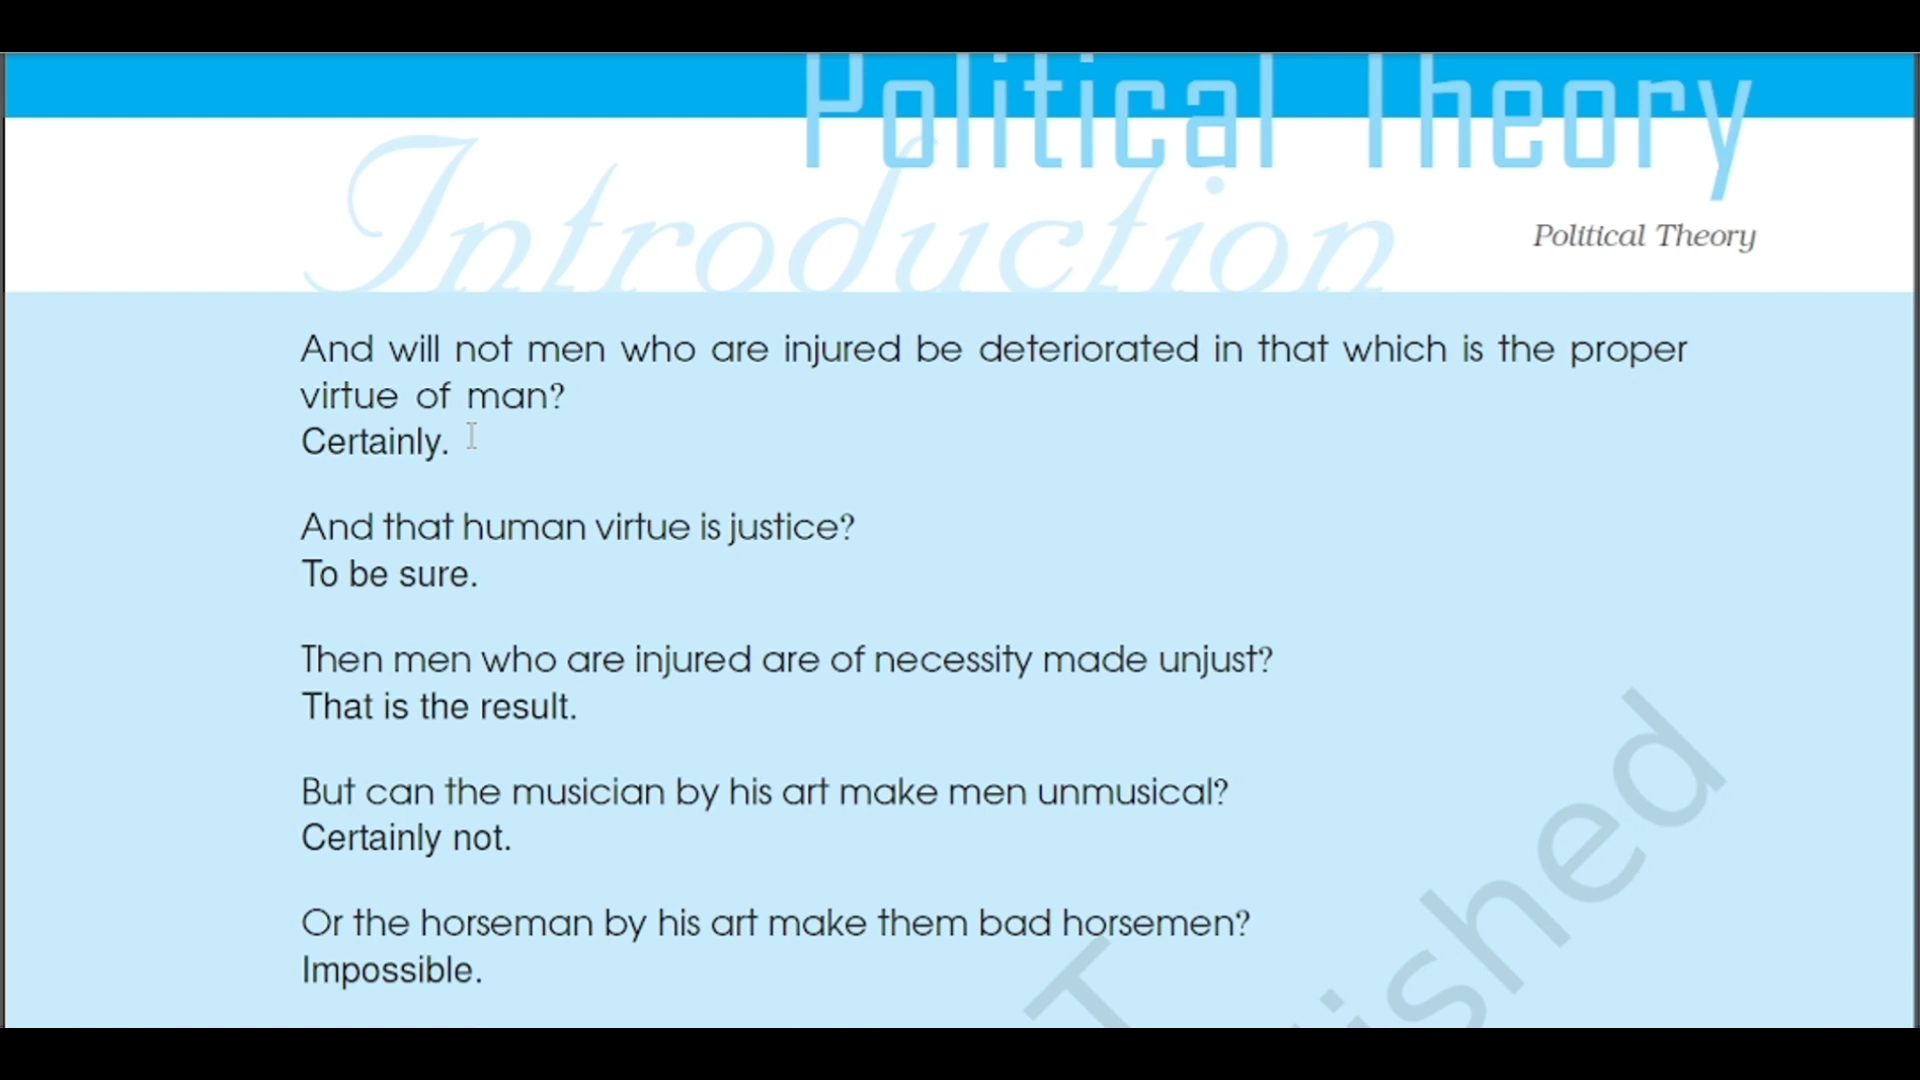 Political Theory
Introduction
Political Theory
And will not men who are injured be deteriorated in that which is the proper
virtue of man?
Certainly.
And that human virtue is justice?
To be sure.
Then men who are injured are of necessity made unjust?
That is the result.
But can the musician by his art make men unmusical?
Certainly not.
Or the horseman by his art make them bad horsemen?
Impossible.